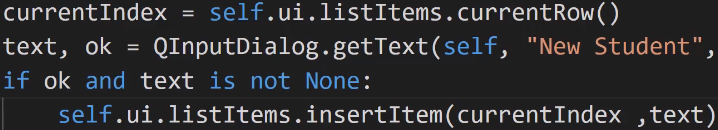 currentIndex = self.ui.listItems.currentRow()
text, ok = QInputDialog.getText(self, "New Student",
if ok and text is not None:
self.ui.listItems.insertItem(currentIndex ,text)